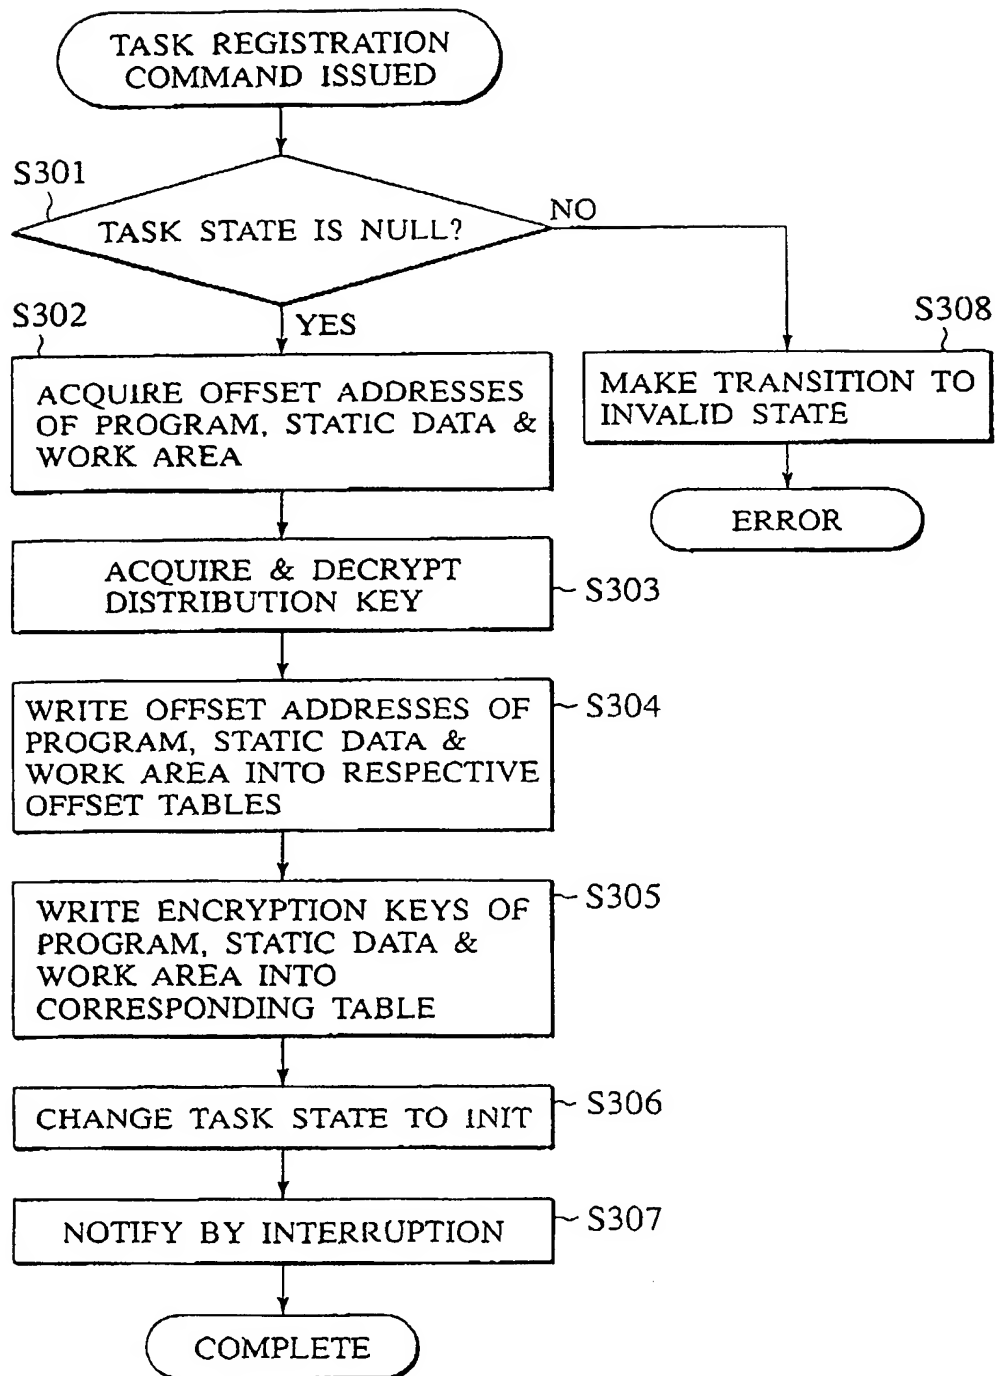 TASK REGISTRATION
COMMAND ISSUED
S301
TASK STATE IS NULL?
NO
YES
S302
ACQUIRE OFFSET ADDRESSES
OF PROGRAM, STATIC DATA &
WORK AREA
S308
MAKE TRANSITION TO
INVALID STATE
ERROR
ACQUIRE & DECRYPT
DISTRIBUTION KEY
S303
WRITE OFFSET ADDRESSES OF
PROGRAM, STATIC DATA &
WORK AREA INTO RESPECTIVE
OFFSET TABLES
S304
WRITE ENCRYPTION KEYS OF
PROGRAM, STATIC DATA &
WORK AREA INTO
CORRESPONDING TABLE
S305
CHANGE TASK STATE TO INIT
S306
NOTIFY BY INTERRUPTION
S307
COMPLETE